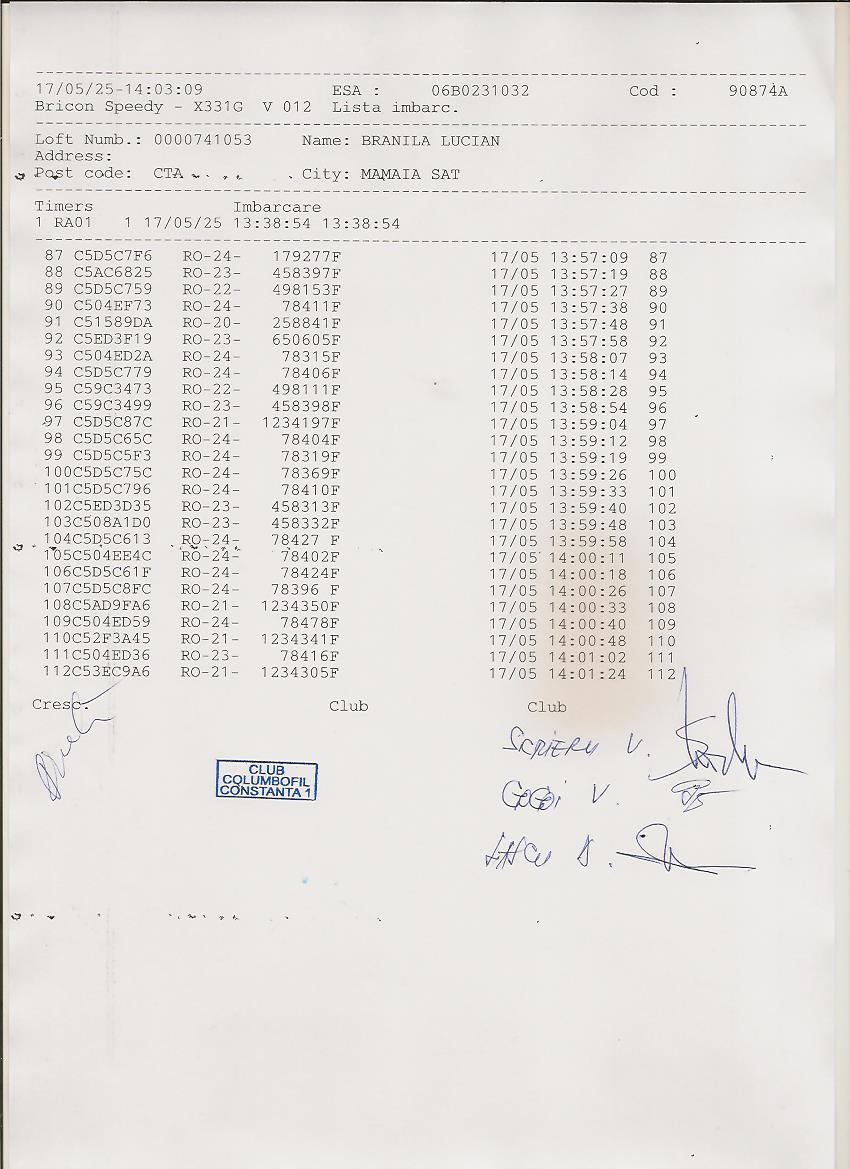 17/05/25-14:03:09 ESA : 06B0231032 Cod : 90874A
Bricon Speedy - X331G V 012 Lista imbarc.
Loft Numb.: 0000741053 Name: BRANILA LUCIAN
Address:
Post code: CTA City: MAMAIA SAT
Timers Imbarcare
1 RA01 1 17/05/25 13:38:54 13:38:54
87 C5D5C7F6 RO-24- 179277F 17/05 13:57:09 87
88 C5AC6825 RO-23- 458397F 17/05 13:57:19 88
89 C5D5C759 RO-22- 498153F 17/05 13:57:27 89
90 C504EF73 RO-24- 78411F 17/05 13:57:38 90
91 C51589DA RO-20- 258841F 17/05 13:57:48 91
92 C5ED3F19 RO-23- 650605F 17/05 13:57:58 92
93 C504ED2A RO-24- 78315F 17/05 13:58:07 93
94 C5D5C779 RO-24- 78406F 17/05 13:58:14 94
95 C59C3473 RO-22- 498111F 17/05 13:58:28 95
96 C59C3499 RO-23- 458398F 17/05 13:58:54 96
97 C5D5C87C RO-21- 1234197F 17/05 13:59:04 97
98 C5D5C65C RO-24- 78404F 17/05 13:59:12 98
99 C5D5C5F3 RO-24- 78319F 17/05 13:59:19 99
100C5D5C75C RO-24- 78369F 17/05 13:59:26 100
101C5D5C796 RO-24- 78410F 17/05 13:59:33 101
102C5ED3D35 RO-23- 458313F 17/05 13:59:40 102
103C508A1D0 RO-23- 458332F 17/05 13:59:48 103
104C5D5C613 RO-24- 78427 F 17/05 13:59:58 104
105C504EE4C RO-24- 78402F 17/05 14:00:11 105
106C5D5C61F RO-24- 78424F 17/05 14:00:18 106
107C5D5C8FC RO-24- 78396 F 17/05 14:00:26 107
108C5AD9FA6 RO-21- 1234350F 17/05 14:00:33 108
109C504ED59 RO-24- 78478F 17/05 14:00:40 109
110C52F3A45 RO-21- 1234341F 17/05 14:00:48 110
111C504ED36 RO-23- 78416F 17/05 14:01:02 111
112C53EC9A6 RO-21- 1234305F 17/05 14:01:24 112
Cresc. Club Club
CLUB
COLUMBOFIL
CONSTANTA 1